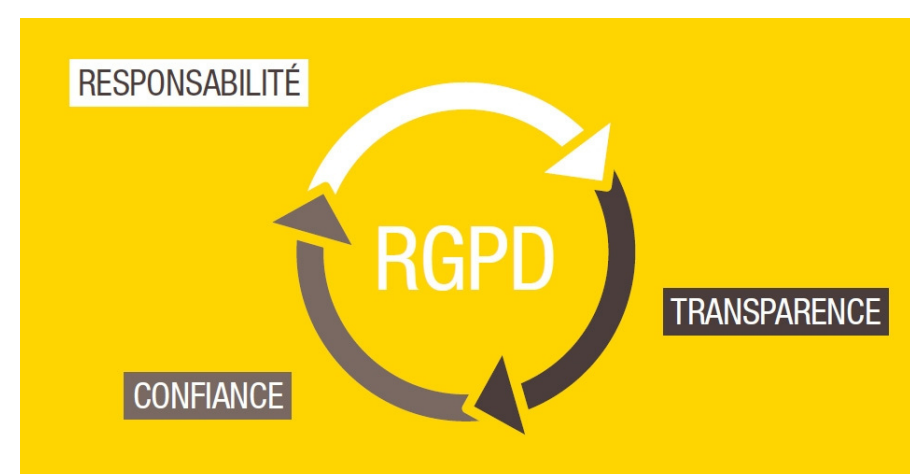 RESPONSABILITÉ
RGPD
TRANSPARENCE
CONFIANCE